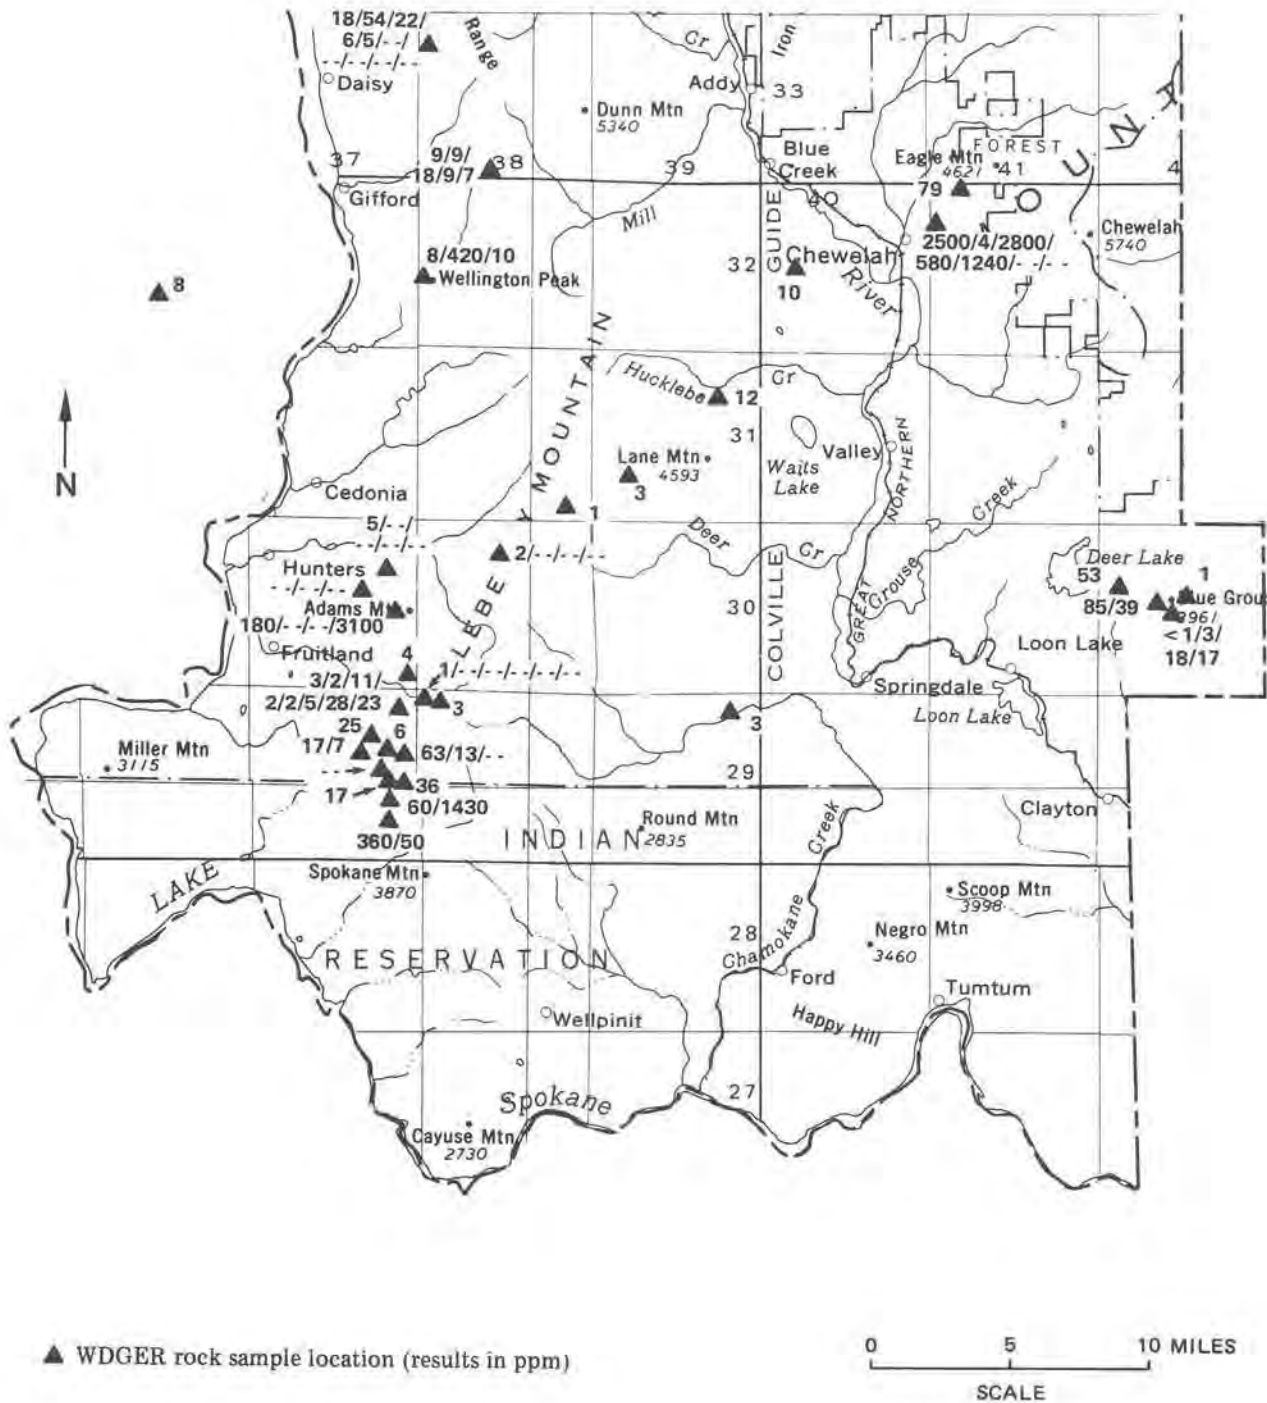 18/54/22/
6/5/- -/
- -/- -/- -/- -
Range
Cr
Iron
Daisy
Addy
33
Dunn Mtn
5340
37
9/9/
38
18/9/7
39
Blue
Creek
FOREST
Eagle Mtn
4621
41
4
U N
Gifford
79
Mill
GUIDE
40
Chewelah
5740
2500/4/2800/
580/1240/- -/- -
8/420/10
Wellington Peak
32
Chewelah
10
River
8
MOUNTAIN
Hucklebe
Cr
12
31
N
Lane Mtn
4593
3
Waits
Lake
Valley
NORTHERN
Cedonia
1
Creek
5/- -/
- -/- -/- -
Y
Deer
Cr
2/- -/- -/- -
Hunters
- -/- -/- -
LEBE
Grouse
GREAT
Deer Lake
53
1
Adams M
30
COLVILLE
85/39
lue Grou
396
180/- -/- -/3100
Loon Lake
< 1/3/
18/17
Fruitland
4
1/- -/- -/- -/- -/- -
3/2/11/
2/2/5/28/23
3
Springdale
Loon Lake
25
6
3
17/7
63/13/- -
Miller Mtn
3115
- -
29
36
17
60/1430
Clayton
360/50
INDIAN
Round Mtn
2835
Creek
LAKE
Spokane Mtn
3870
Scoop Mtn
3998
28
Negro Mtn
3460
RESERVATION
Chamokane
Ford
Tumtum
Wellpinit
Happy Hill
27
Spokane
Cayuse Mtn
2730
▲ WDGER rock sample location (results in ppm)
0 5 10 MILES
SCALE